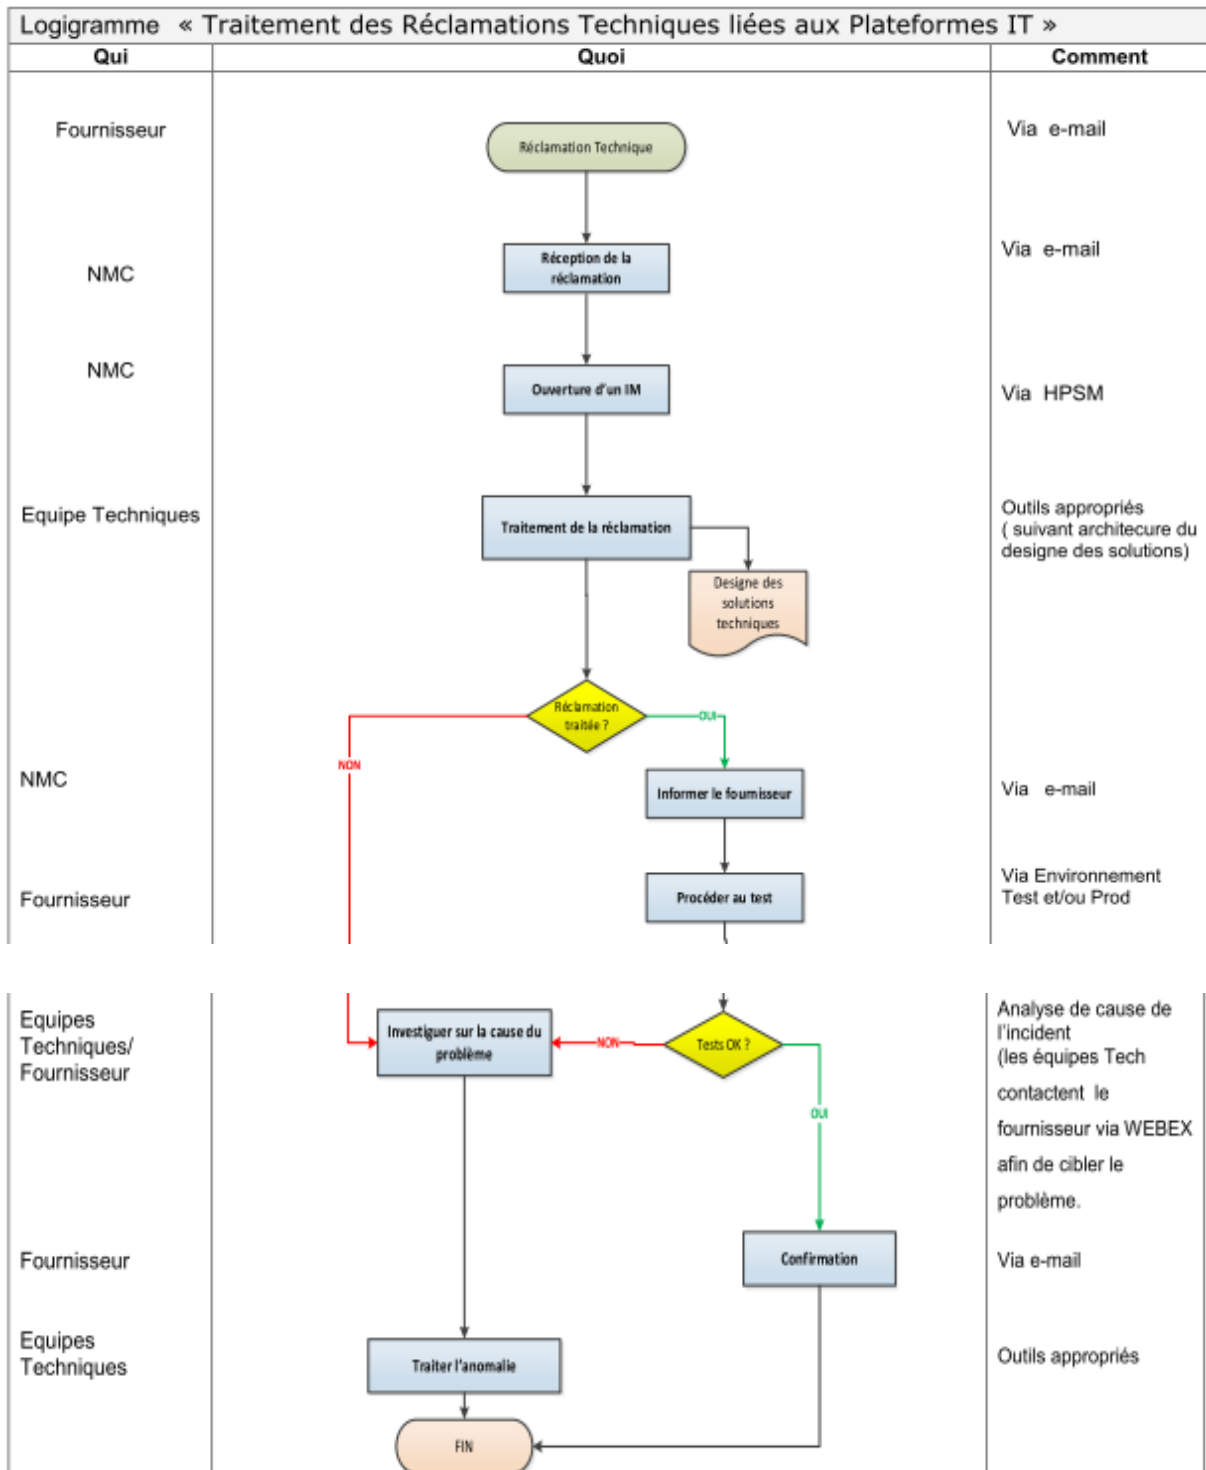 Logigramme « Traitement des Réclamations Techniques liées aux Plateformes IT »
Qui
Quoi
Comment
Fournisseur
Réclamation Technique
Via e-mail
NMC
Réception de la
réclamation
Via e-mail
NMC
Ouverture d'un IM
Via HPSM
Equipe Techniques
Traitement de la réclamation
Outils appropriés
( suivant architecure du
designe des solutions)
Designe des
solutions
techniques
Réclamation
traitée ?
OUI
NON
NMC
Informer le fournisseur
Via e-mail
Fournisseur
Procéder au test
Via Environnement
Test et/ou Prod
Equipes
Techniques/
Fournisseur
Investiguer sur la cause du
problème
NON
Tests OK ?
OUI
Analyse de cause de
l'incident
(les équipes Tech
contactent le
fournisseur via WEBEX
afin de cibler le
problème.
Fournisseur
Confirmation
Via e-mail
Equipes
Techniques
Traiter l'anomalie
Outils appropriés
FIN